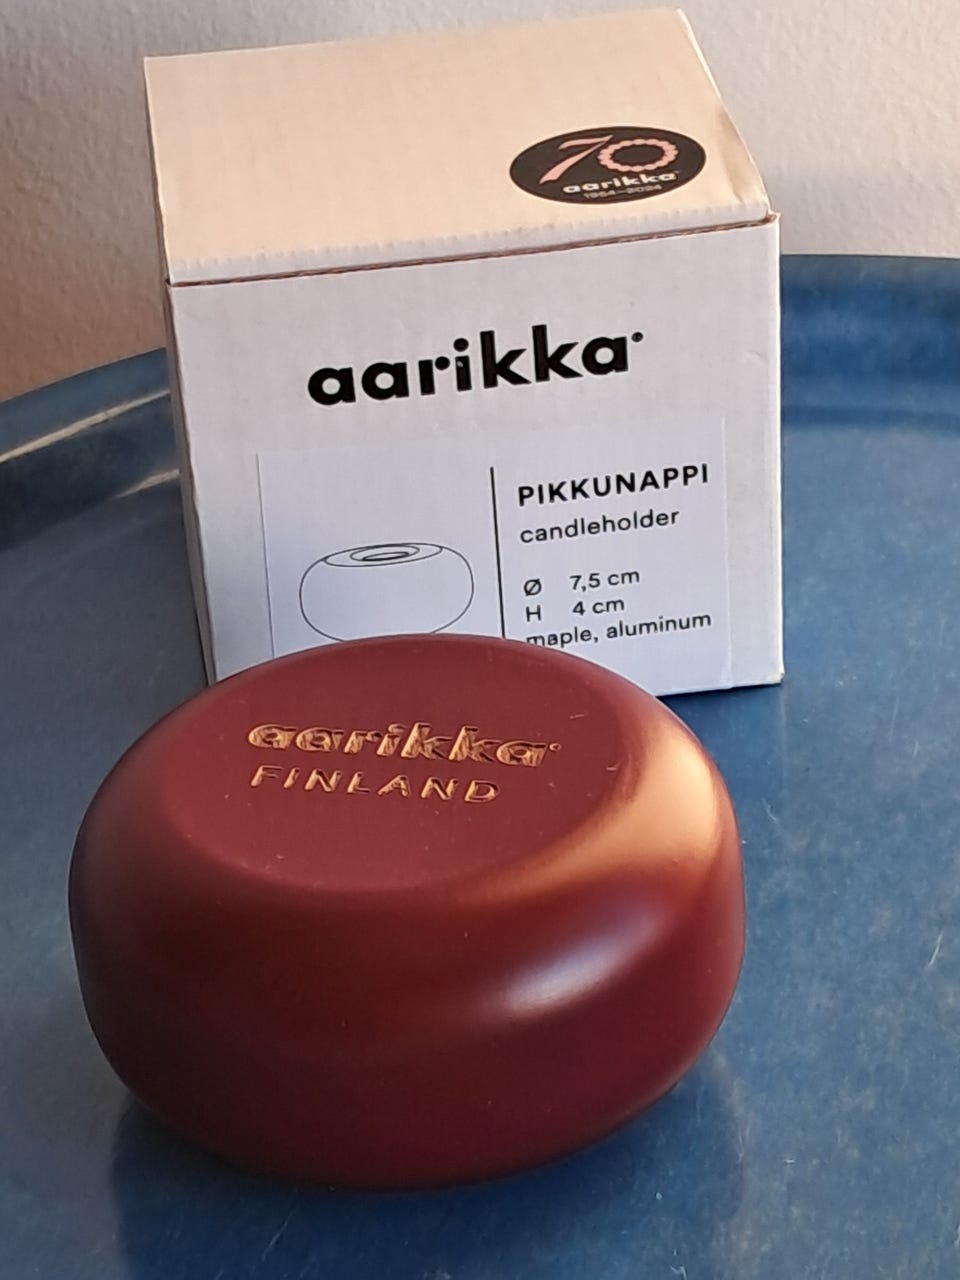 70
aarikka
1954–2024
aarikka®
PIKKUNAPPI
candleholder
Ø 7,5 cm
H 4 cm
maple, aluminum
aarikka®
FINLAND